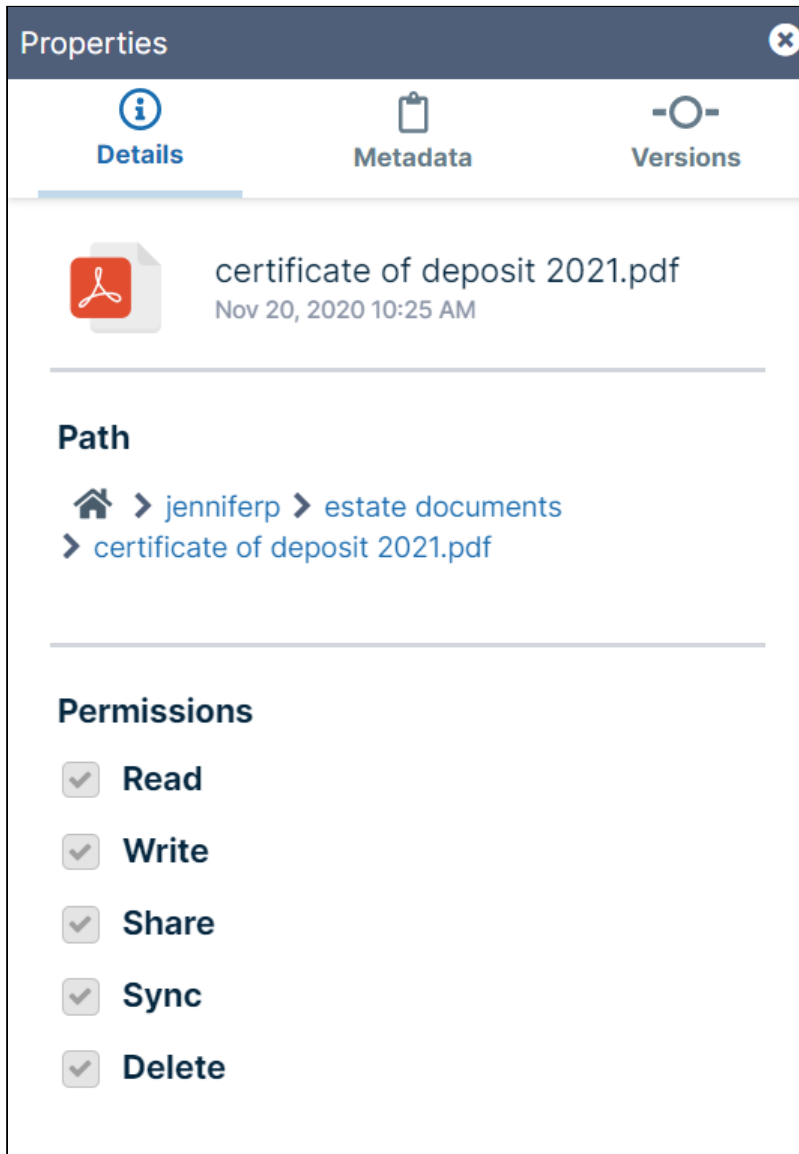 Properties
Details Metadata Versions
certificate of deposit 2021.pdf
Nov 20, 2020 10:25 AM
Path
jenniferp estate documents
certificate of deposit 2021.pdf
Permissions
Read
Write
Share
Sync
Delete